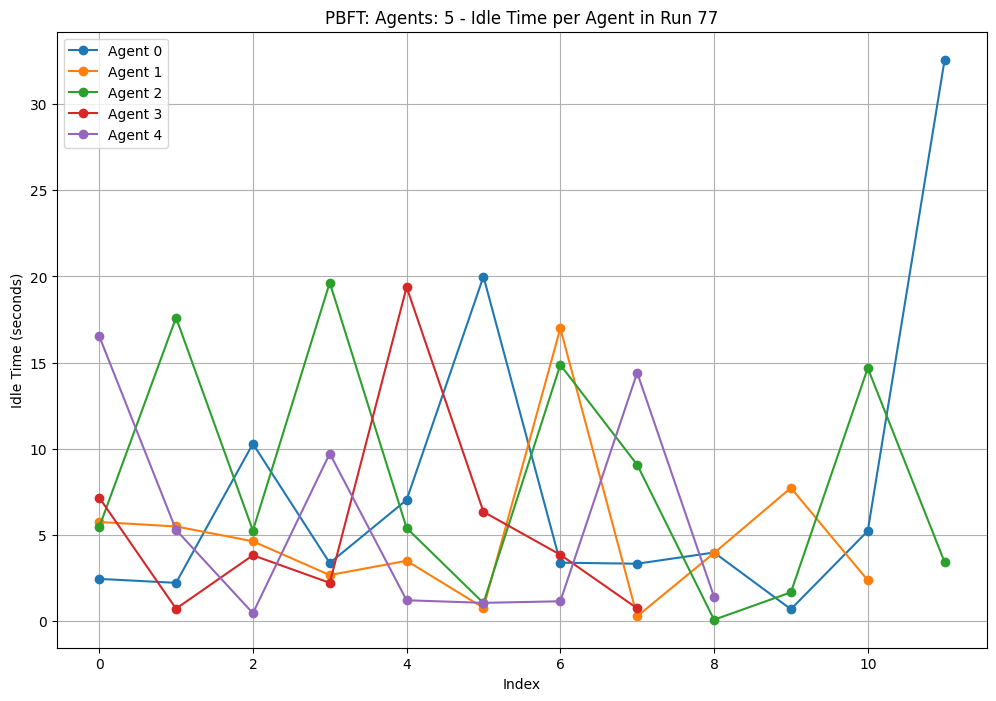 PBFT: Agents: 5 - Idle Time per Agent in Run 77
Agent 0
Agent 1
Agent 2
Agent 3
Agent 4
Idle Time (seconds)
30
25
20
15
10
5
0
0 2 4 6 8 10
Index